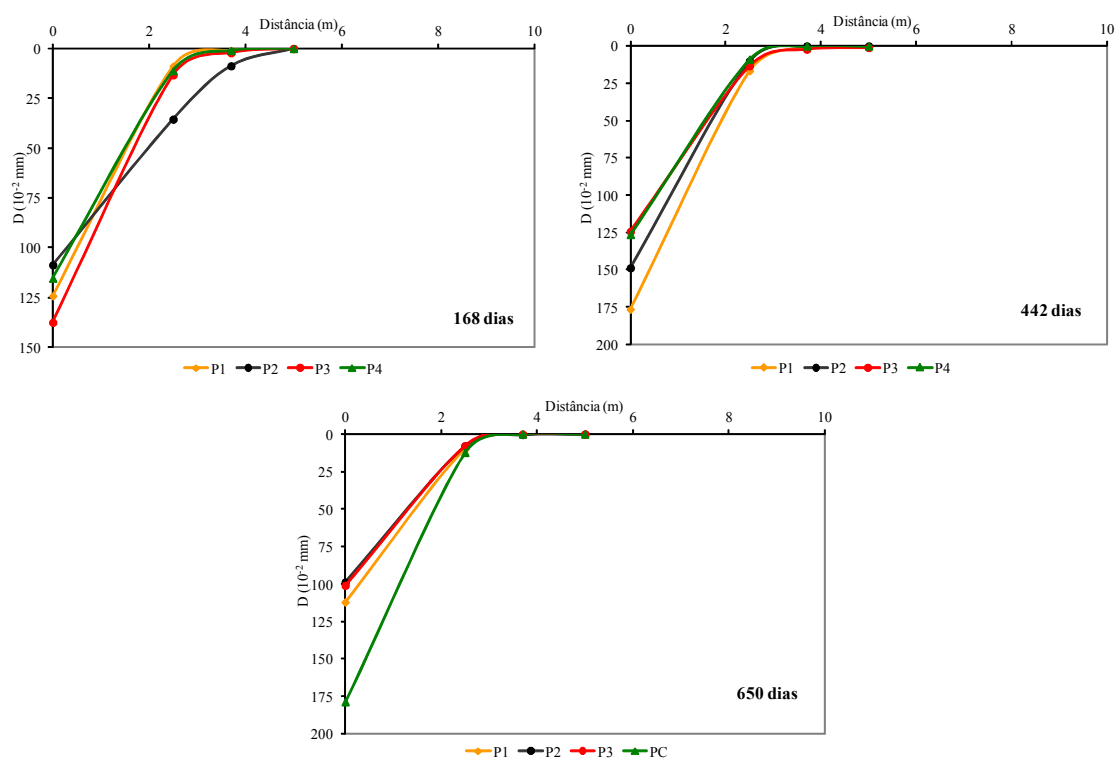 Distância (m)
0 2 4 6 8 10
0
25
50
75
100
125
150
D (10⁻² mm)
168 dias
P1 P2 P3 P4
Distância (m)
0 2 4 6 8 10
0
25
50
75
100
125
150
175
200
D (10⁻² mm)
442 dias
P1 P2 P3 P4
Distância (m)
0 2 4 6 8 10
0
25
50
75
100
125
150
175
200
D (10⁻² mm)
650 dias
P1 P2 P3 PC